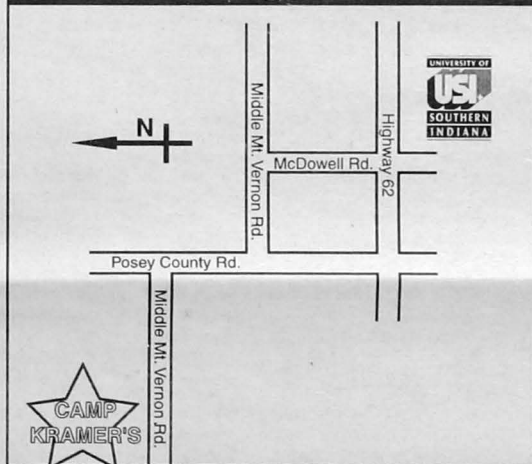 UNIVERSITY OF
USI
SOUTHERN
INDIANA
N
Middle Mt. Vernon Rd.
Highway 62
McDowell Rd.
Posey County Rd.
Middle Mt. Vernon Rd.
CAMP
KRAMER'S